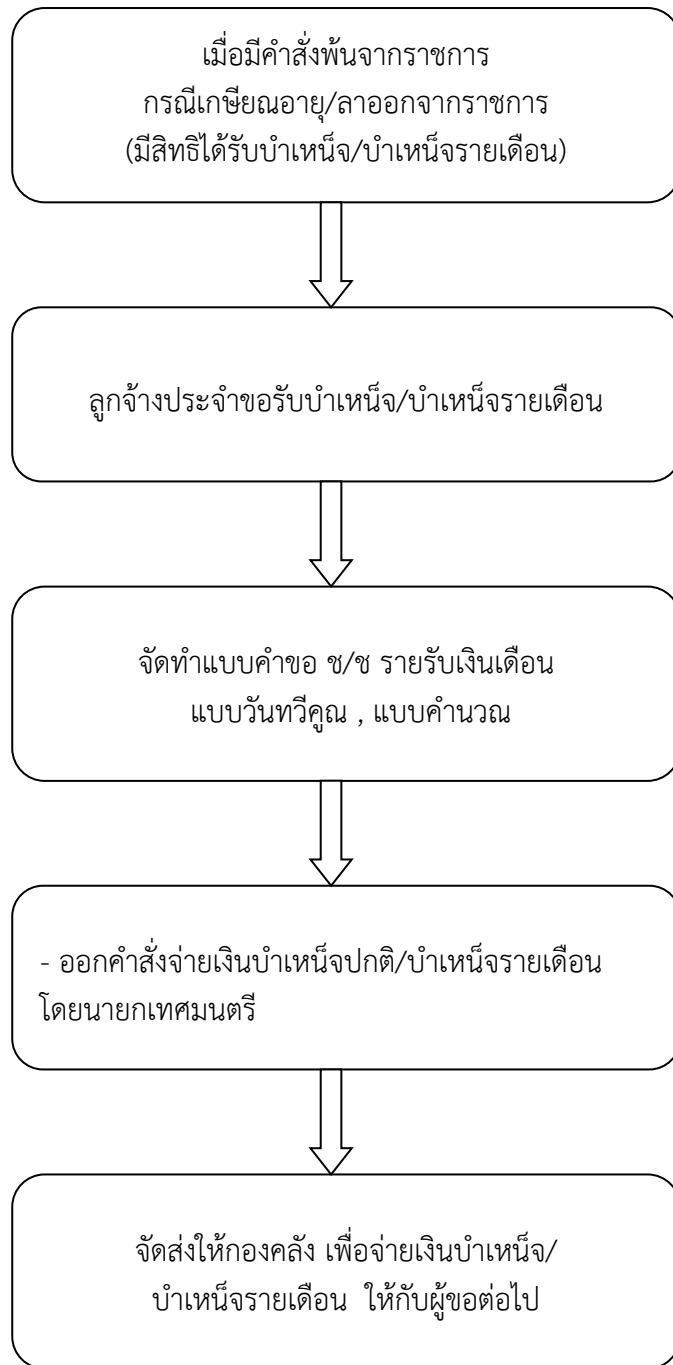 เมื่อมีคำสั่งพ้นจากราชการ
กรณีเกษียณอายุ/ลาออกจากราชการ
(มีสิทธิได้รับบำเหน็จ/บำเหน็จรายเดือน)
ลูกจ้างประจำขอรับบำเหน็จ/บำเหน็จรายเดือน
จัดทำแบบคำขอ ช/ช รายรับเงินเดือน
แบบวันทวีคูณ , แบบคำนวณ
- ออกคำสั่งจ่ายเงินบำเหน็จปกติ/บำเหน็จรายเดือน
โดยนายกเทศมนตรี
จัดส่งให้กองคลัง เพื่อจ่ายเงินบำเหน็จ/
บำเหน็จรายเดือน ให้กับผู้ขอต่อไป